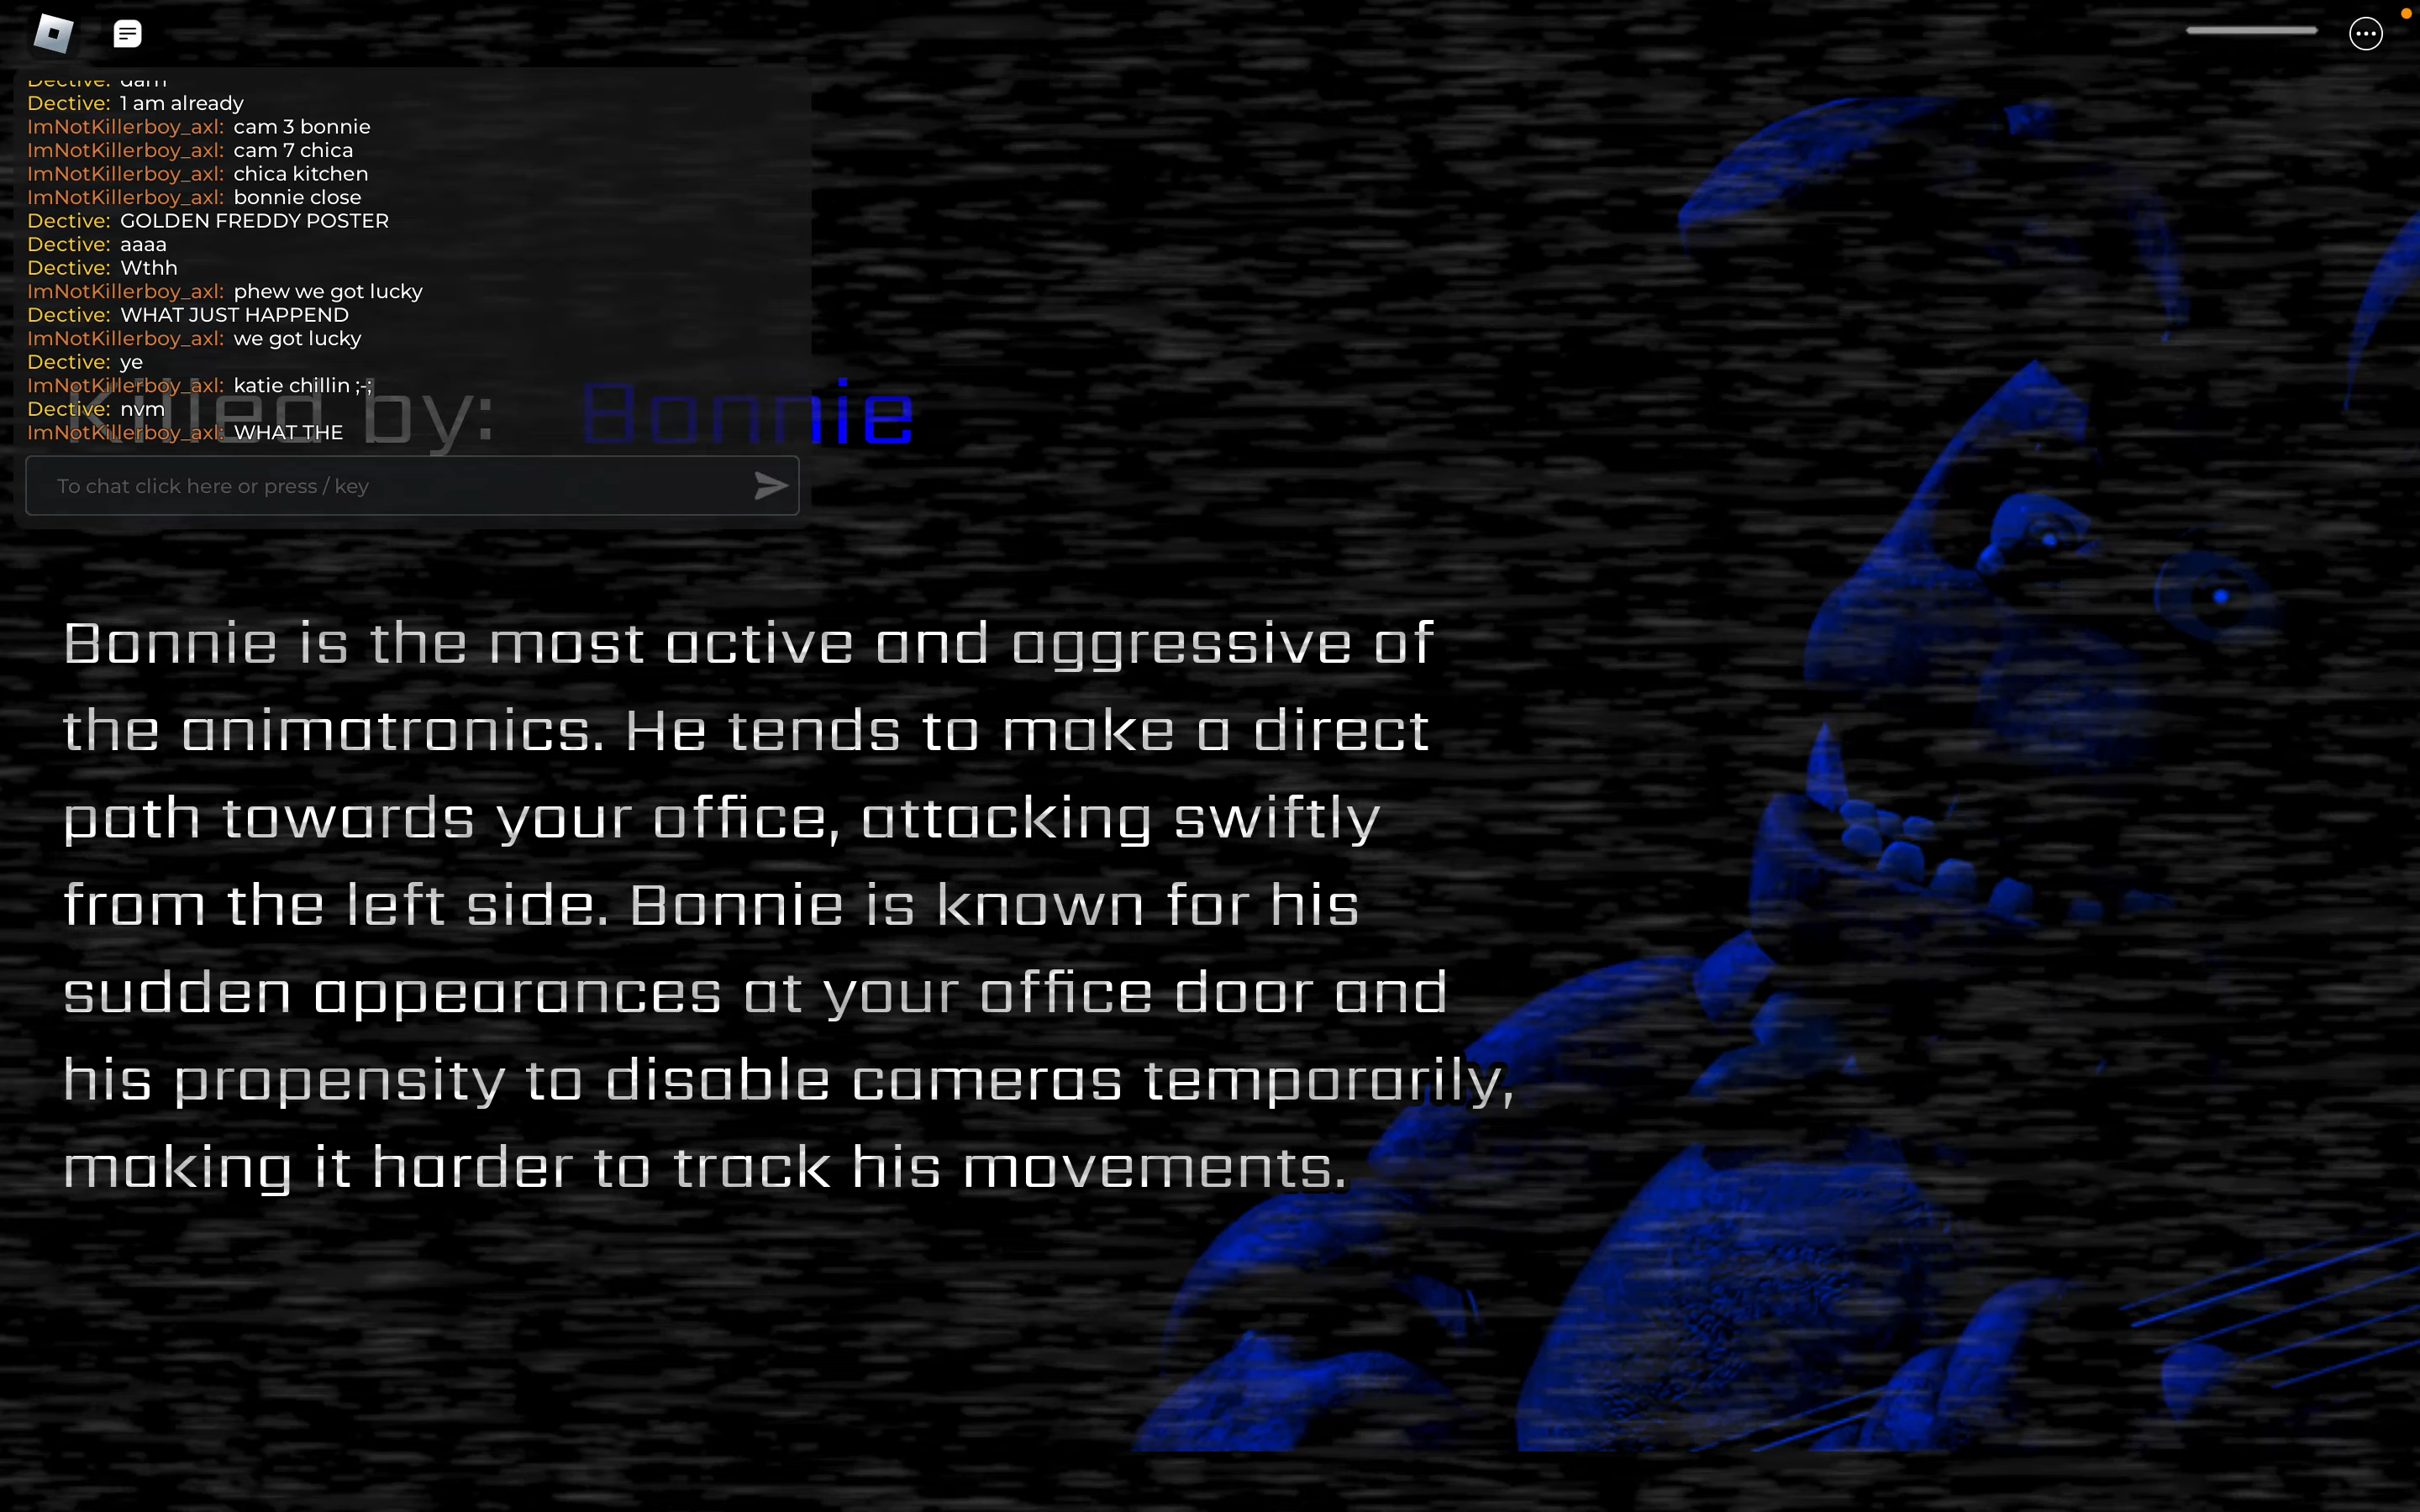 Dective: dam
Dective: 1 am already
ImNotKillerboy_axl: cam 3 bonnie
ImNotKillerboy_axl: cam 7 chica
ImNotKillerboy_axl: chica kitchen
ImNotKillerboy_axl: bonnie close
Dective: GOLDEN FREDDY POSTER
Dective: aaaa
Dective: Wthh
ImNotKillerboy_axl: phew we got lucky
Dective: WHAT JUST HAPPEND
ImNotKillerboy_axl: we got lucky
Dective: ye
ImNotKillerboy_axl: katie chillin ;-;
Dective: nvm
ImNotKillerboy_axl: WHAT THE
Killed by: Bonnie
To chat click here or press / key
Bonnie is the most active and aggressive of
the animatronics. He tends to make a direct
path towards your office, attacking swiftly
from the left side. Bonnie is known for his
sudden appearances at your office door and
his propensity to disable cameras temporarily,
making it harder to track his movements.